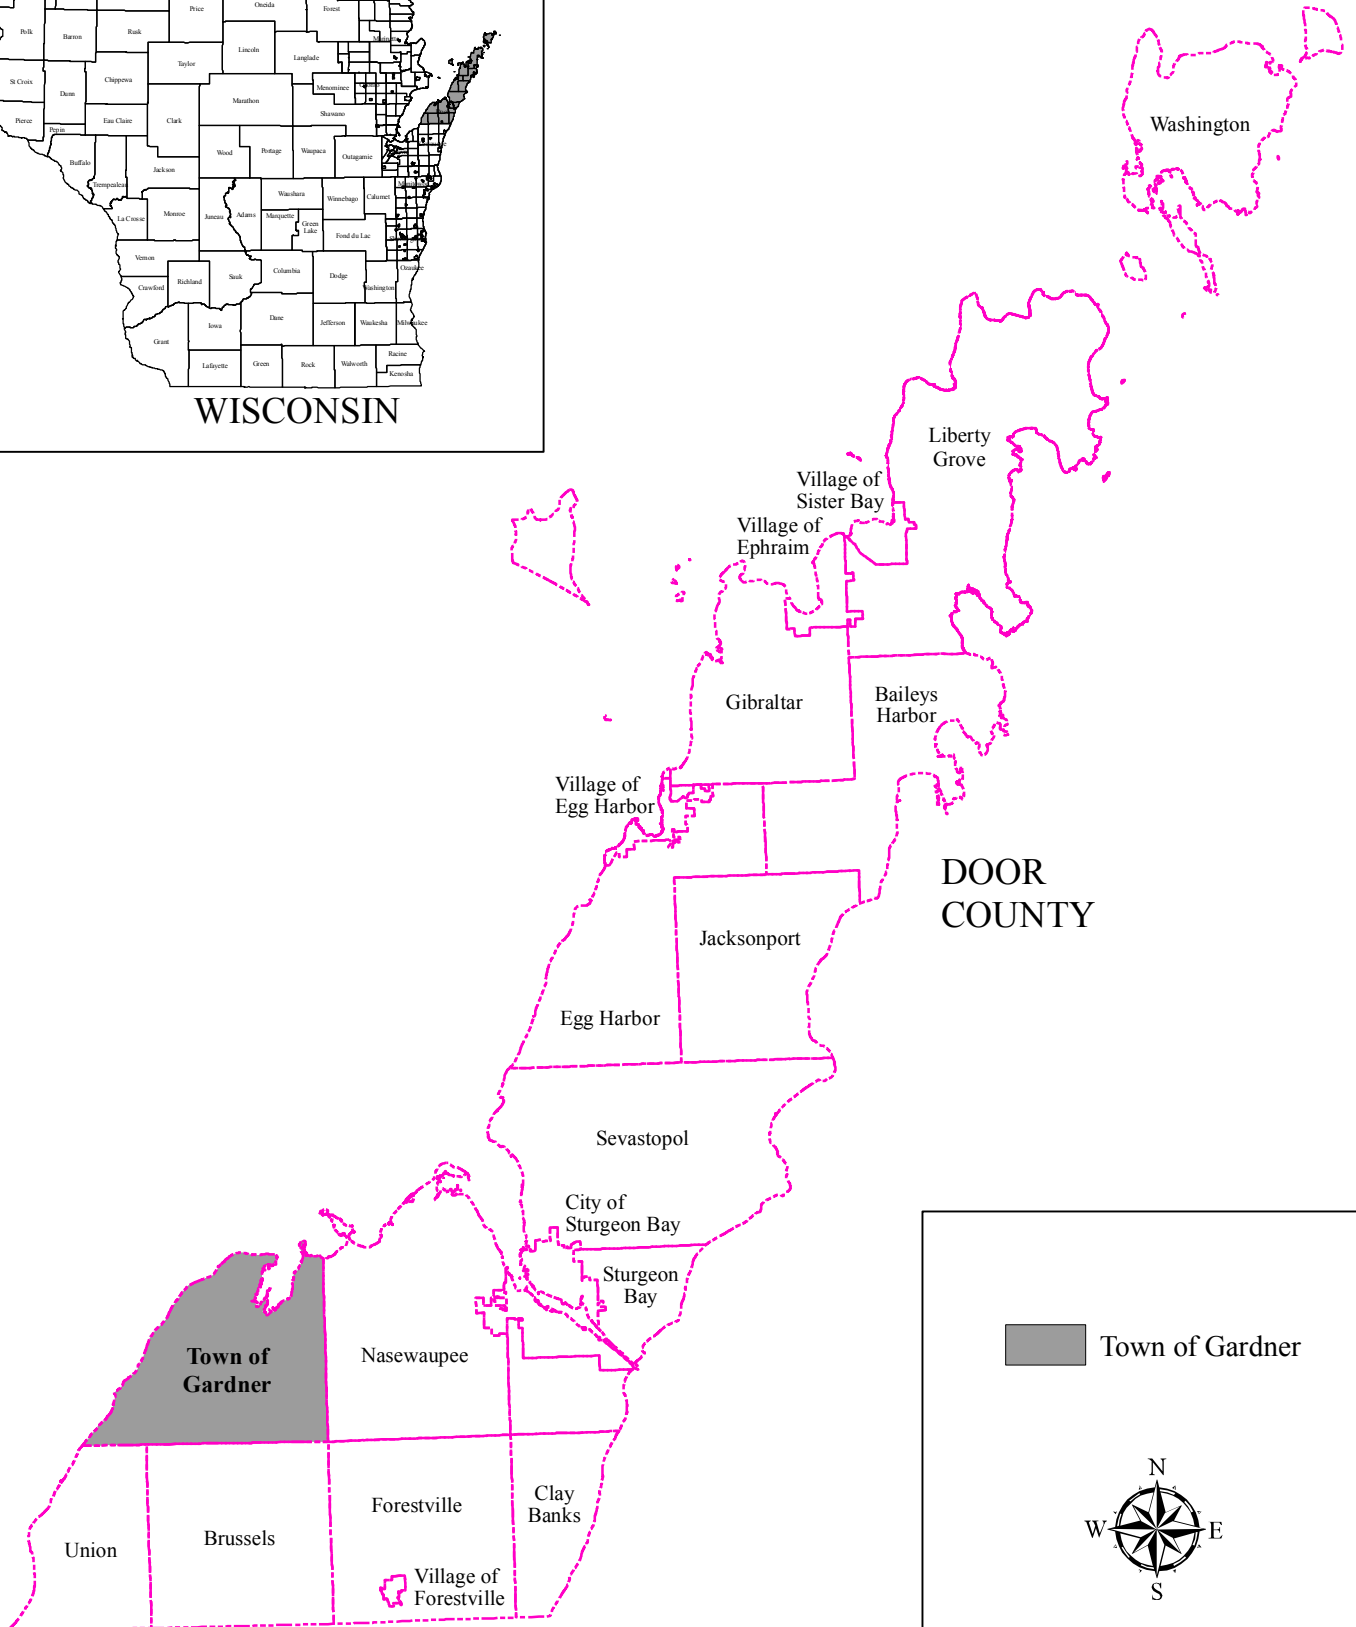 Price
Oneida
Forest
Polk
Barron
Rusk
Lincoln
Langlade
Taylor
St Croix
Dunn
Chippewa
Menominee
Marathon
Shawano
Pierce
Pepin
Eau Claire
Clark
Wood
Portage
Waupaca
Outagamie
Buffalo
Trempealeau
Jackson
Waushara
Winnebago
Calumet
La Crosse
Monroe
Juneau
Adams
Marquette
Green
Lake
Fond du Lac
Vernon
Crawford
Richland
Sauk
Columbia
Dodge
Washington
Ozaukee
Grant
Iowa
Dane
Jefferson
Waukesha
Milwaukee
Lafayette
Green
Rock
Walworth
Racine
Kenosha
WISCONSIN
Washington
Liberty
Grove
Village of
Sister Bay
Village of
Ephraim
Gibraltar
Baileys
Harbor
Village of
Egg Harbor
DOOR
COUNTY
Jacksonport
Egg Harbor
Sevastopol
City of
Sturgeon Bay
Sturgeon
Bay
Town of
Gardner
Nasewaupee
Forestville
Clay
Banks
Union
Brussels
Village of
Forestville
Town of Gardner
N
W
E
S